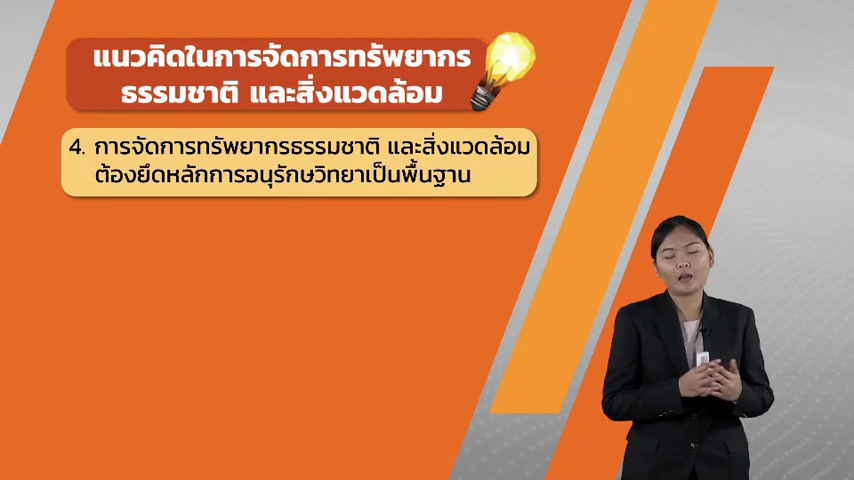 แนวคิดในการจัดการทรัพยากร
ธรรมชาติ และสิ่งแวดล้อม
4. การจัดการทรัพยากรธรรมชาติ และสิ่งแวดล้อม
ต้องยึดหลักการอนุรักษวิทยาเป็นพื้นฐาน